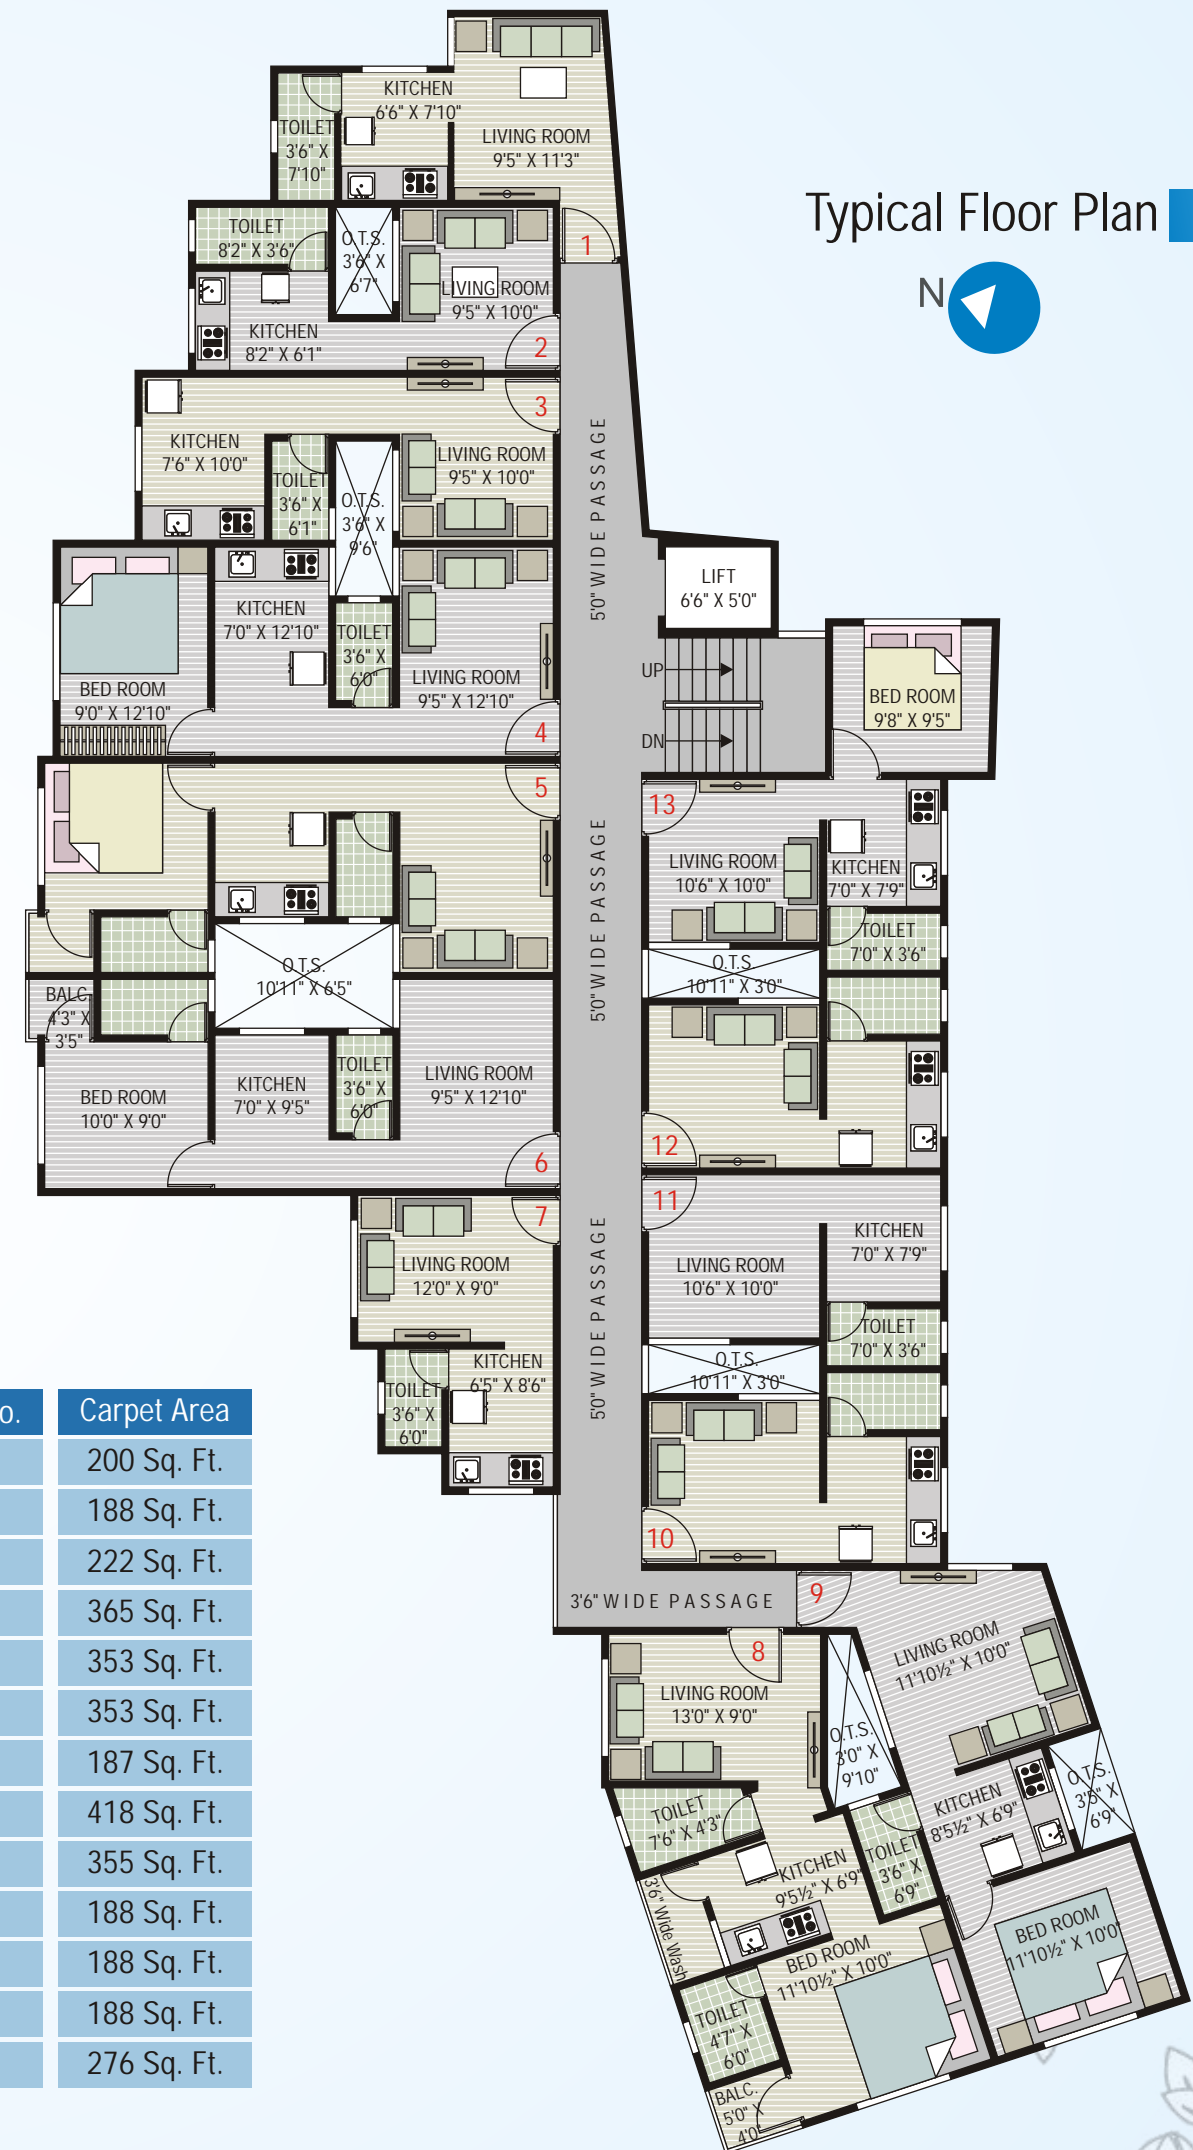 Typical Floor Plan
N
KITCHEN
6'6" X 7'10"
TOILET
3'6" X
7'10"
LIVING ROOM
9'5" X 11'3"
1
TOILET
8'2" X 3'6"
O.T.S.
3'6" X
6'7"
LIVING ROOM
9'5" X 10'0"
KITCHEN
8'2" X 6'1"
2
3
KITCHEN
7'6" X 10'0"
TOILET
3'6" X
6'1"
O.T.S.
3'6" X
9'6"
LIVING ROOM
9'5" X 10'0"
5'0" WIDE PASSAGE
LIFT
6'6" X 5'0"
KITCHEN
7'0" X 12'10"
TOILET
3'6" X
6'0"
BED ROOM
9'0" X 12'10"
LIVING ROOM
9'5" X 12'10"
4
UP
DN
BED ROOM
9'8" X 9'5"
5
13
LIVING ROOM
10'6" X 10'0"
KITCHEN
7'0" X 7'9"
TOILET
7'0" X 3'6"
5'0" WIDE PASSAGE
O.T.S.
10'11" X 6'5"
O.T.S.
10'11" X 3'0"
BALC.
4'3" X
3'5"
BED ROOM
10'0" X 9'0"
KITCHEN
7'0" X 9'5"
TOILET
3'6" X
6'0"
LIVING ROOM
9'5" X 12'10"
6
12
11
7
LIVING ROOM
12'0" X 9'0"
5'0" WIDE PASSAGE
LIVING ROOM
10'6" X 10'0"
KITCHEN
7'0" X 7'9"
TOILET
7'0" X 3'6"
O.T.S.
10'11" X 3'0"
KITCHEN
6'5" X 8'6"
TOILET
3'6" X
6'0"
10
3'6" WIDE PASSAGE
9
8
LIVING ROOM
11'10½" X 10'0"
LIVING ROOM
13'0" X 9'0"
O.T.S.
3'0" X
9'10"
O.T.S.
3'5" X
6'9"
KITCHEN
8'5½" X 6'9"
TOILET
7'6" X 4'3"
KITCHEN
9'5½" X 6'9"
TOILET
3'6" X
6'9"
3'6" Wide Wash
BED ROOM
11'10½" X 10'0"
BED ROOM
11'10½" X 10'0"
TOILET
4'7" X
6'0"
BALC.
5'0" X
4'0"
o. Carpet Area
200 Sq. Ft.
188 Sq. Ft.
222 Sq. Ft.
365 Sq. Ft.
353 Sq. Ft.
353 Sq. Ft.
187 Sq. Ft.
418 Sq. Ft.
355 Sq. Ft.
188 Sq. Ft.
188 Sq. Ft.
188 Sq. Ft.
276 Sq. Ft.